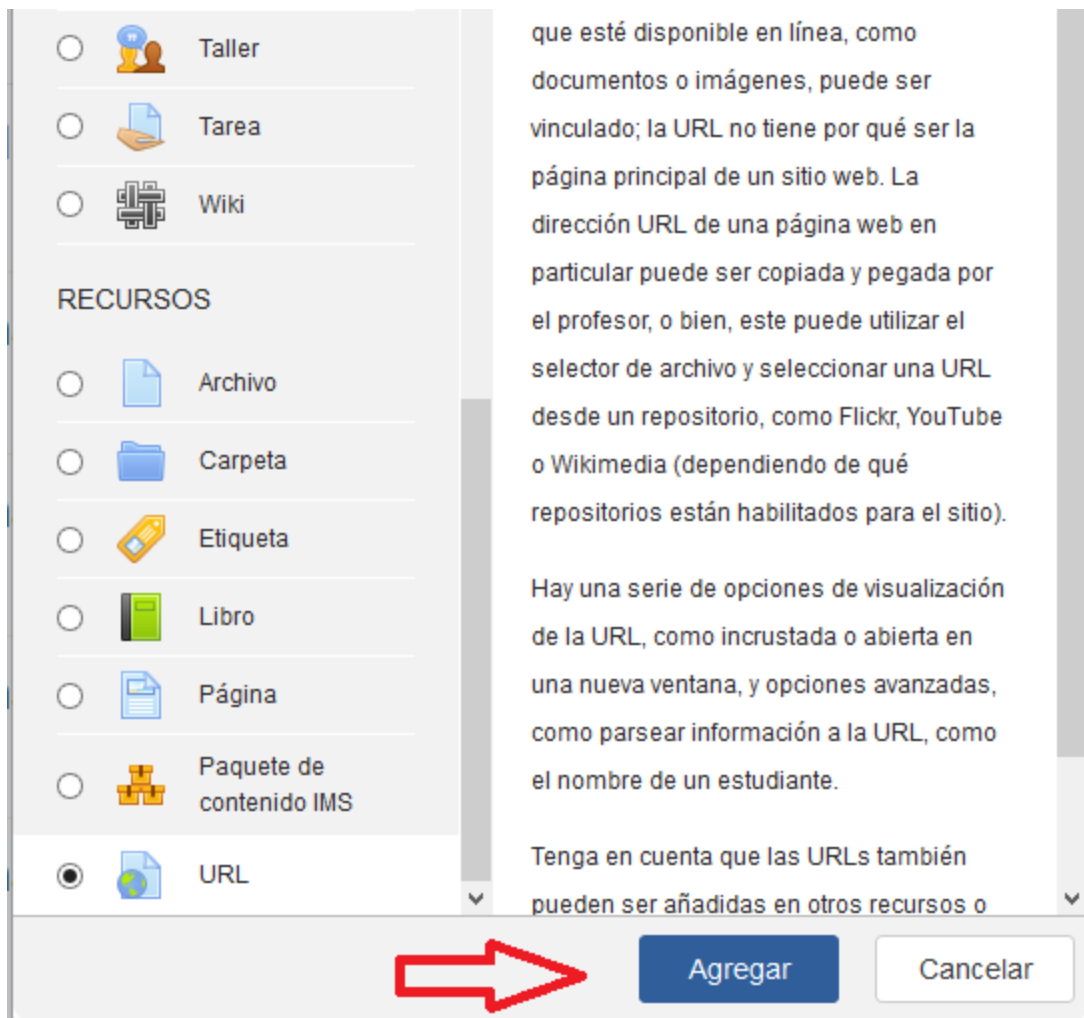 Taller
Tarea
Wiki
RECURSOS
Archivo
Carpeta
Etiqueta
Libro
Página
Paquete de
contenido IMS
URL
que esté disponible en línea, como
documentos o imágenes, puede ser
vinculado; la URL no tiene por qué ser la
página principal de un sitio web. La
dirección URL de una página web en
particular puede ser copiada y pegada por
el profesor, o bien, este puede utilizar el
selector de archivo y seleccionar una URL
desde un repositorio, como Flickr, YouTube
o Wikimedia (dependiendo de qué
repositorios están habilitados para el sitio).
Hay una serie de opciones de visualización
de la URL, como incrustada o abierta en
una nueva ventana, y opciones avanzadas,
como parsear información a la URL, como
el nombre de un estudiante.
Tenga en cuenta que las URLs también
pueden ser añadidas en otros recursos o
Agregar
Cancelar